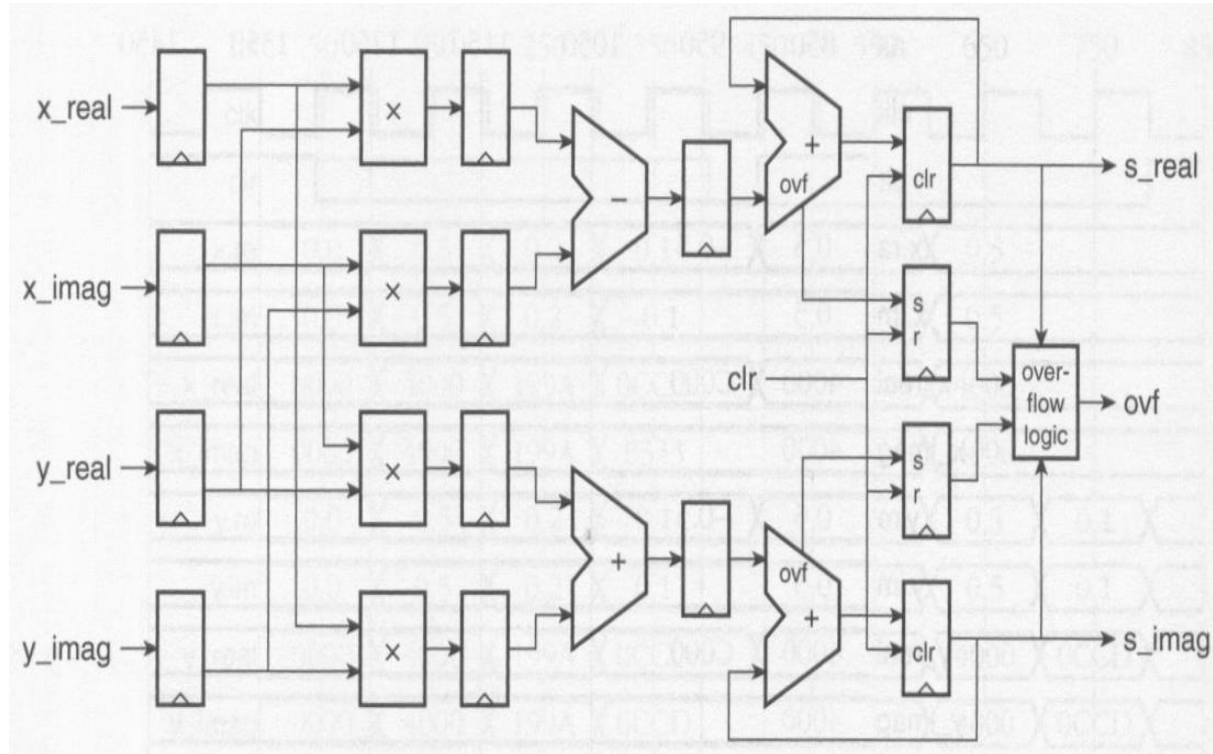 x_real
×
+
ovf
clr
s_real
−
x_imag
×
s
r
clr
over-
flow
logic
ovf
y_real
×
s
r
+
ovf
+
y_imag
×
clr
s_imag